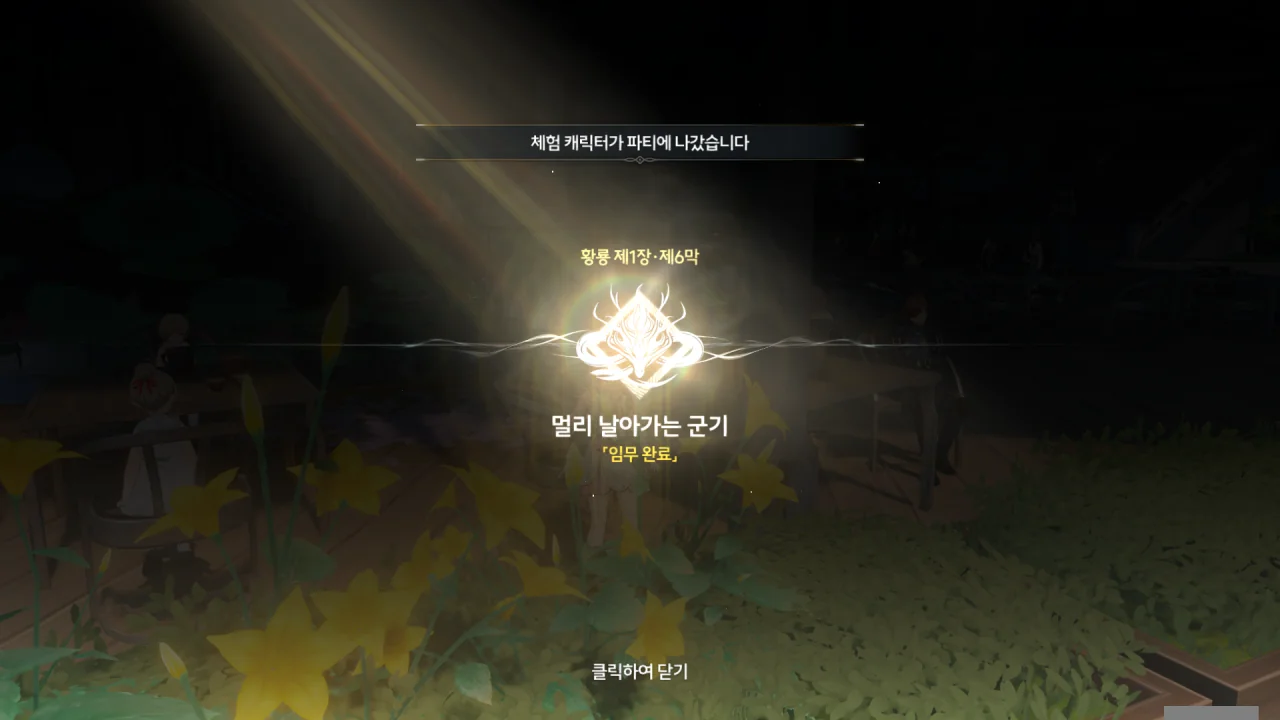 체험 캐릭터가 파티에 나갔습니다
황룡 제1장·제6막
멀리 날아가는 군기
「임무 완료」
클릭하여 닫기